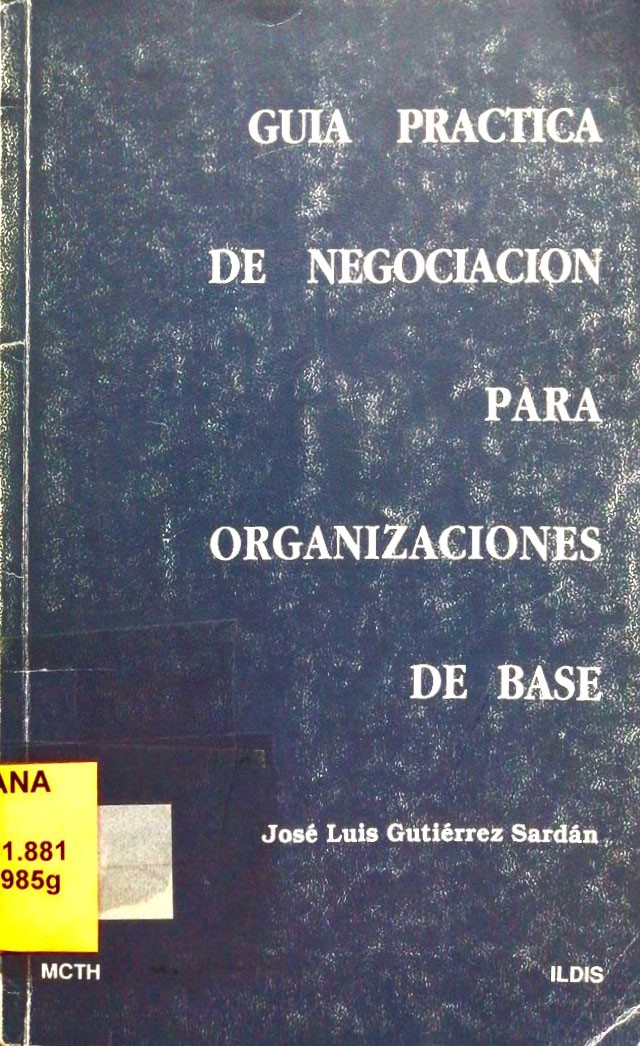 GUIA PRACTICA
DE NEGOCIACION
PARA
ORGANIZACIONES
DE BASE
José Luis Gutiérrez Sardán
ANA
1.881
985g
MCTH
ILDIS